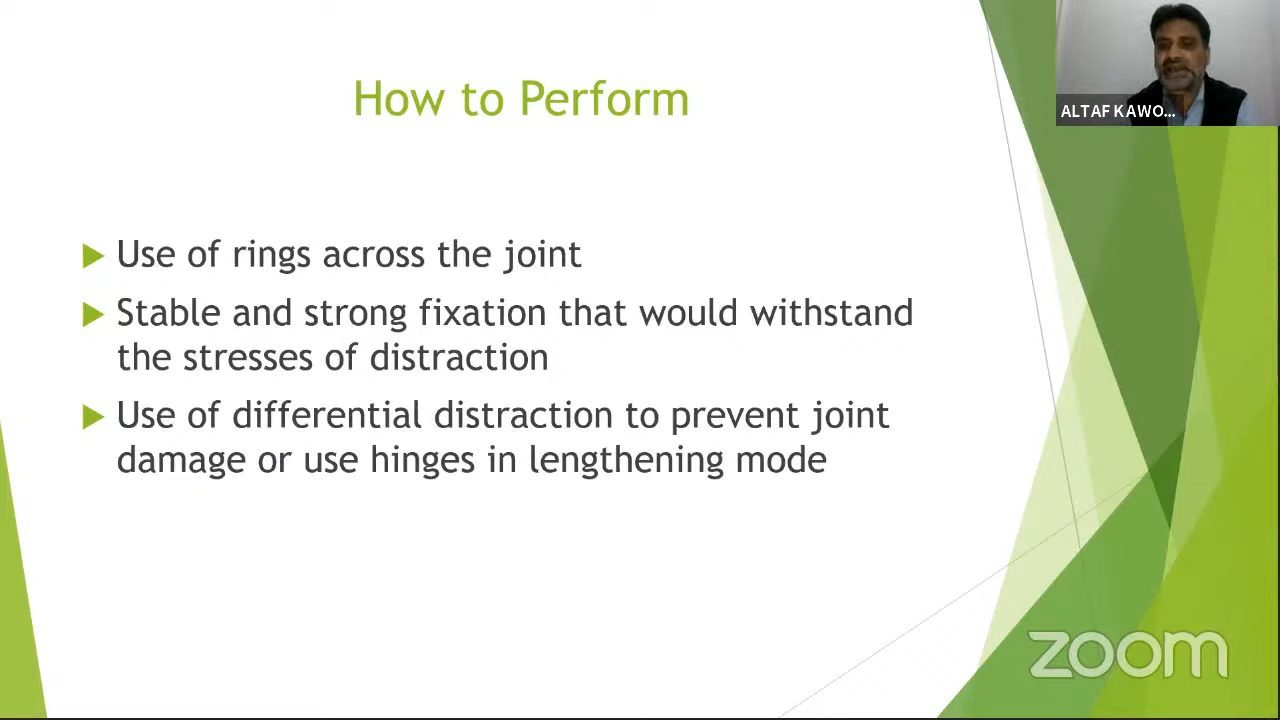 How to Perform
ALTAF KAWO...
Use of rings across the joint
Stable and strong fixation that would withstand
the stresses of distraction
Use of differential distraction to prevent joint
damage or use hinges in lengthening mode
zoom